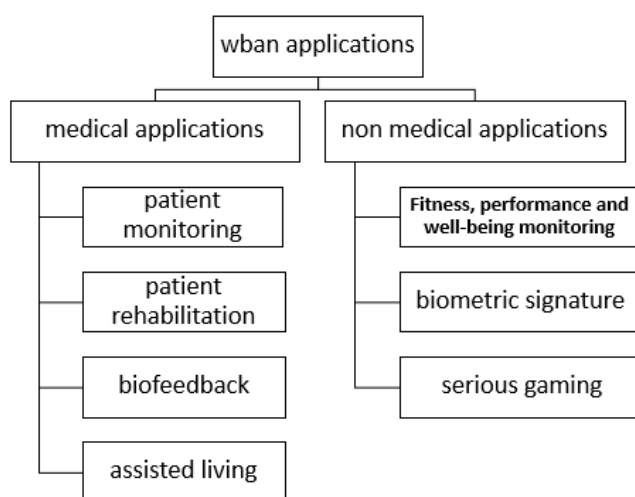 wban applications
medical applications
non medical applications
patient
monitoring
patient
rehabilitation
biofeedback
assisted living
Fitness, performance and
well-being monitoring
biometric signature
serious gaming